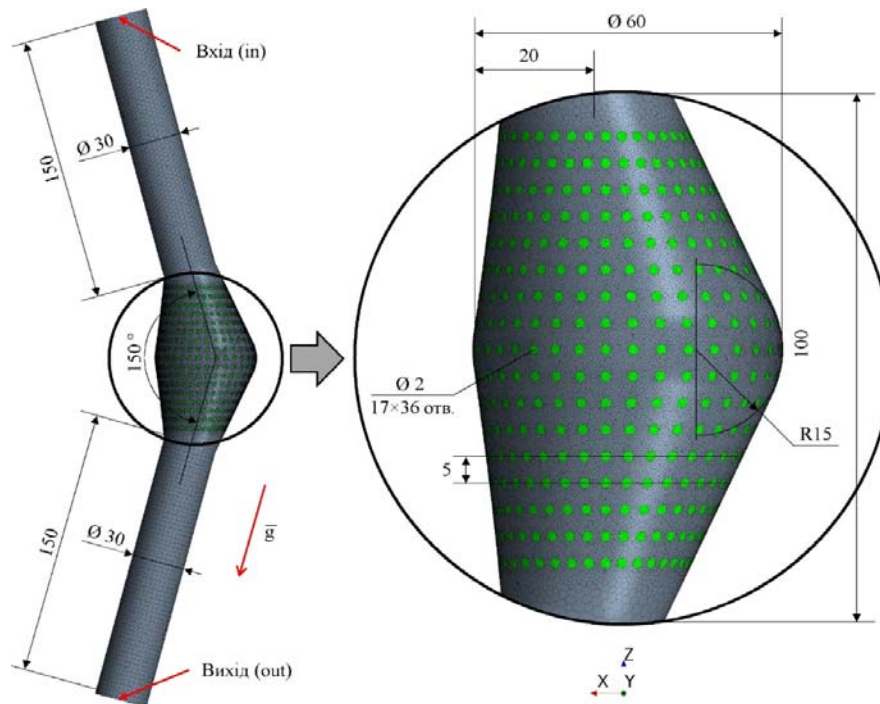 Вхід (in)
150
Ø 30
150 °
150
Ø 30
g
Вихід (out)
Ø 60
20
100
Ø 2
17×36 отв.
R15
5
Z
X
Y